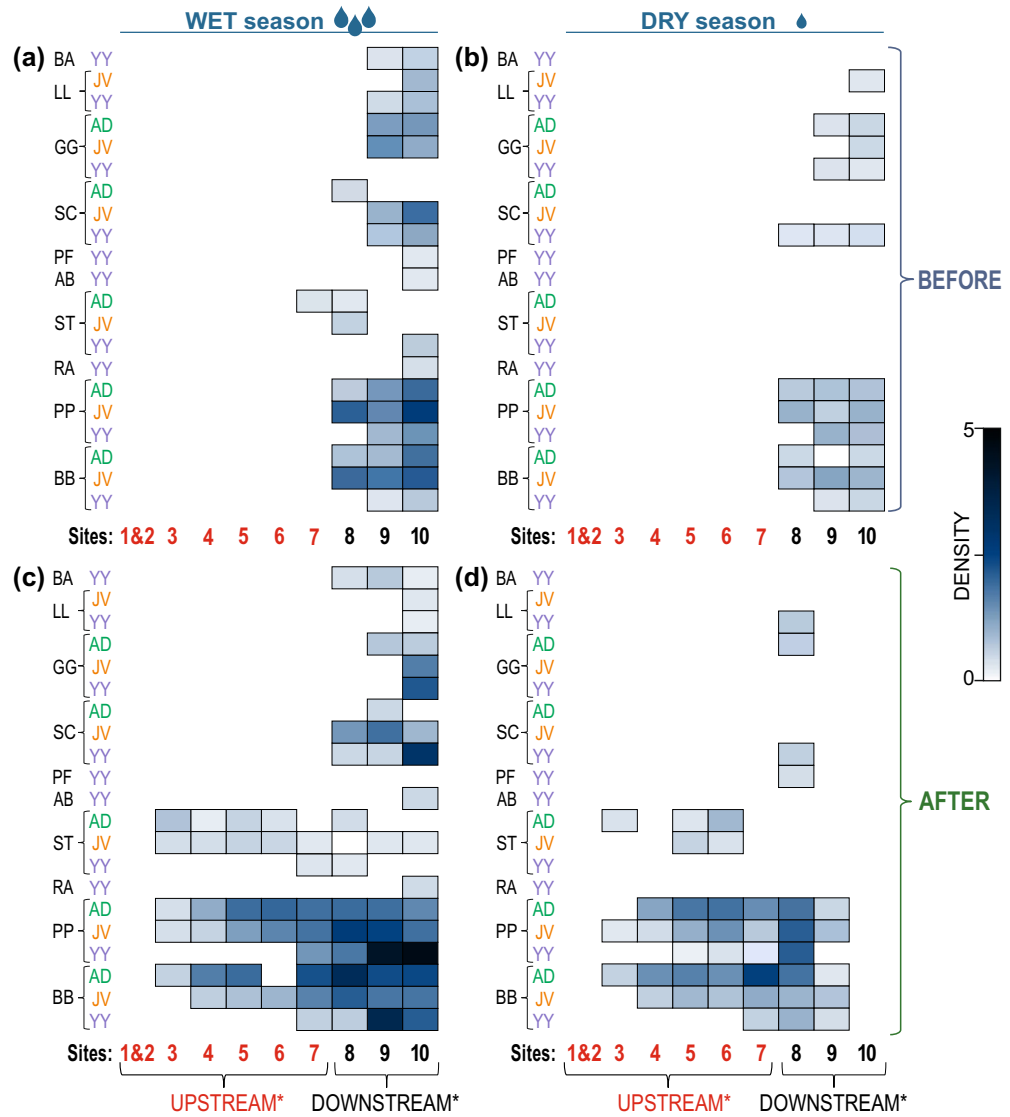 WET season
DRY season
(a)
BA YY
LL JV
YY
GG AD
JV
YY
SC AD
JV
YY
PF YY
AB YY
ST AD
JV
YY
RA YY
PP AD
JV
YY
BB AD
JV
YY
Sites: 1&2 3 4 5 6 7 8 9 10
(b)
BA YY
LL JV
YY
GG AD
JV
YY
SC AD
JV
YY
PF YY
AB YY
ST AD
JV
YY
RA YY
PP AD
JV
YY
BB AD
JV
YY
Sites: 1&2 3 4 5 6 7 8 9 10
BEFORE
(c)
BA YY
LL JV
YY
GG AD
JV
YY
SC AD
JV
YY
PF YY
AB YY
ST AD
JV
YY
RA YY
PP AD
JV
YY
BB AD
JV
YY
Sites: 1&2 3 4 5 6 7 8 9 10
UPSTREAM* DOWNSTREAM*
(d)
BA YY
LL JV
YY
GG AD
JV
YY
SC AD
JV
YY
PF YY
AB YY
ST AD
JV
YY
RA YY
PP AD
JV
YY
BB AD
JV
YY
Sites: 1&2 3 4 5 6 7 8 9 10
UPSTREAM* DOWNSTREAM*
AFTER
5
DENSITY
0